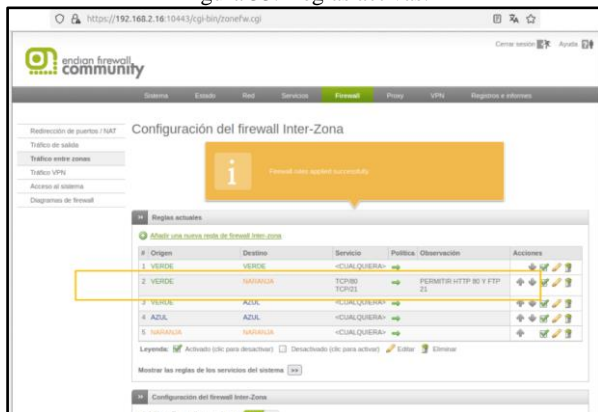 https://192.168.2.16:10443/cgi-bin/zonefw.cgi
Cerrar sesión Ayuda
endian firewall
community
Sistema Estado Red Servicios Firewall Proxy VPN Registros e informes
Redirección de puertos / NAT
Tráfico de salida
Tráfico entre zonas
Tráfico VPN
Acceso al sistema
Diagramas de firewall
Configuración del firewall Inter-Zona
Firewall rules applied successfully
Reglas actuales
Añadir una nueva regla de firewall inter-zona
# Origen Destino Servicio Política Observación Acciones
1 VERDE VERDE <CUALQUIERA>
2 VERDE NARANJA TCP/80 PERMITIR HTTP 80 Y FTP
TCP/21 21
3 VERDE AZUL <CUALQUIERA>
4 AZUL AZUL <CUALQUIERA>
5 NARANJA NARANJA <CUALQUIERA>
Leyenda: Activado (clic para desactivar) Desactivado (clic para activar) Editar Eliminar
Mostrar las reglas de los servicios del sistema >>
Configuración del firewall Inter-Zona